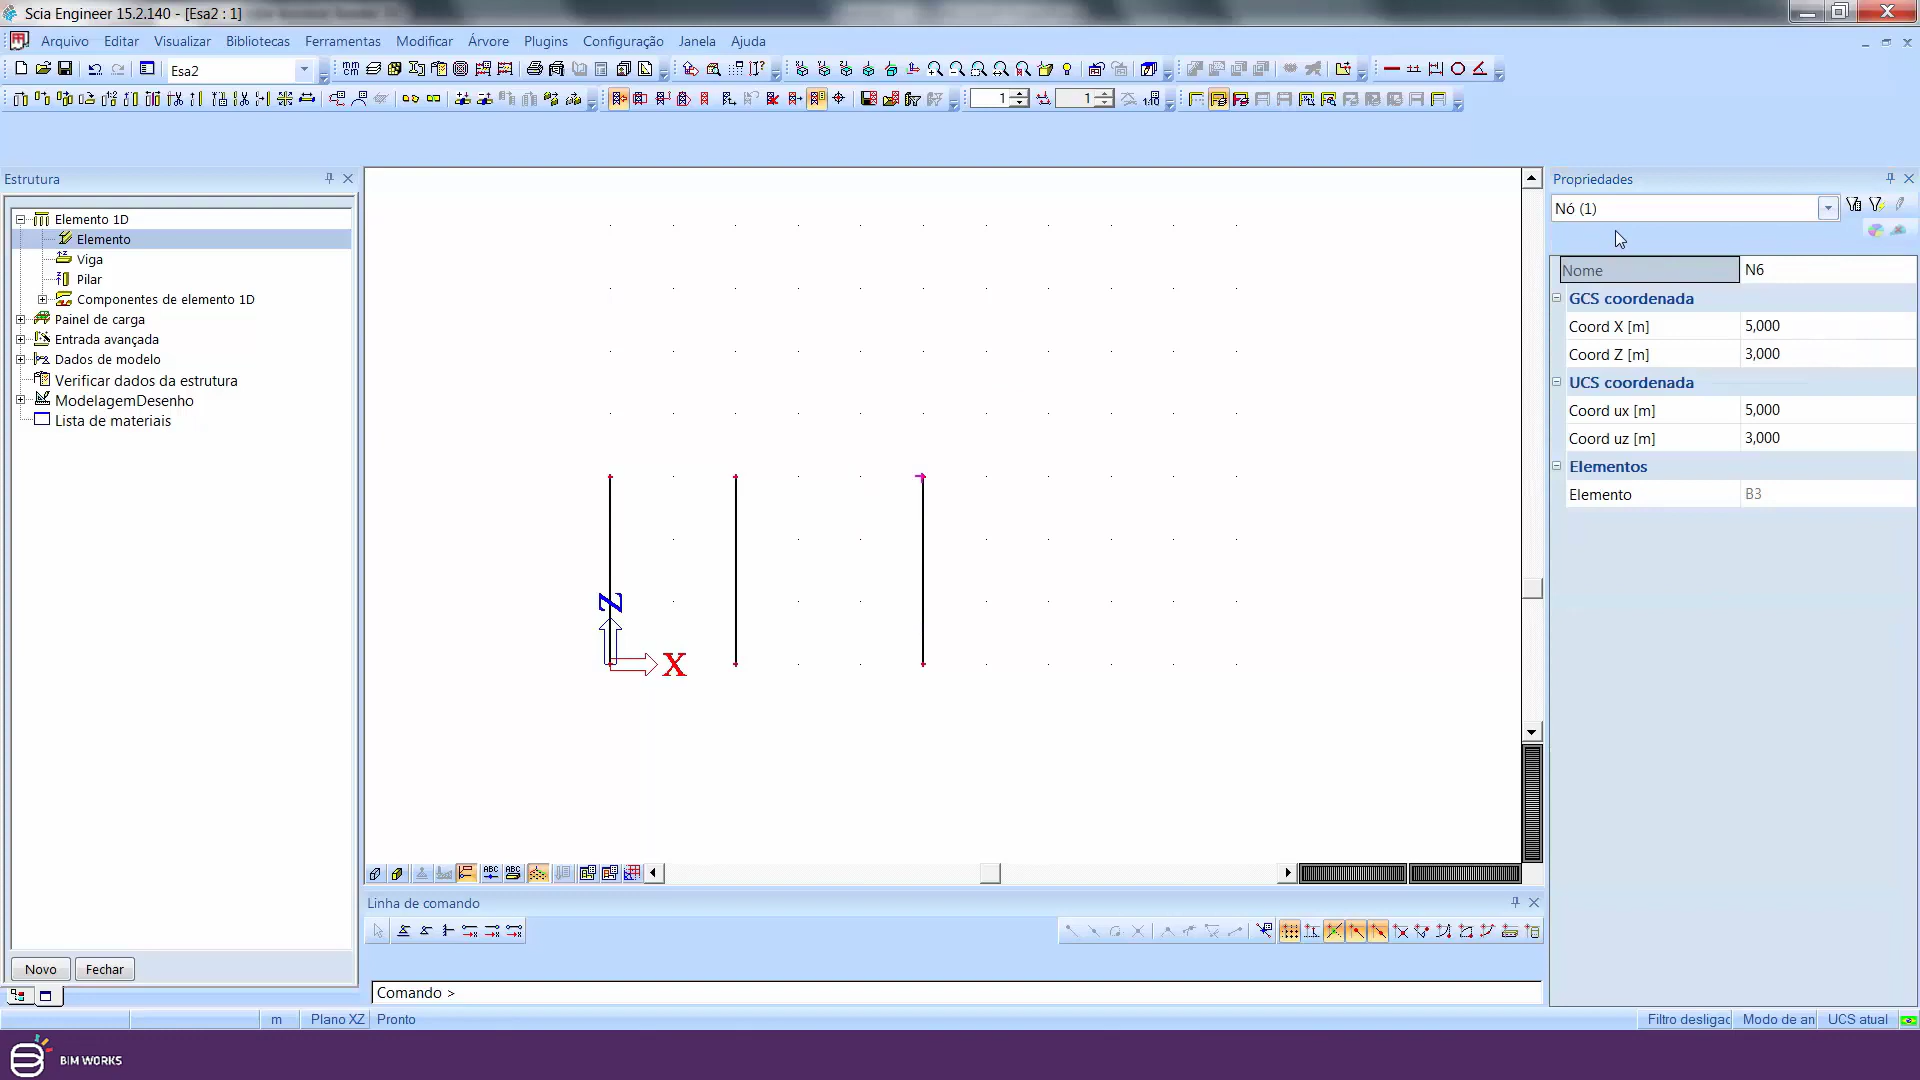 Scia Engineer 15.2.140 - [Esa2 : 1]
Arquivo Editar Visualizar Bibliotecas Ferramentas Modificar Árvore Plugins Configuração Janela Ajuda
Esa2
1
1
Estrutura
Elemento 1D
Elemento
Viga
Pilar
Componentes de elemento 1D
Painel de carga
Entrada avançada
Dados de modelo
Verificar dados da estrutura
ModelagemDesenho
Lista de materiais
Novo Fechar
Z
X
Propriedades
Nó (1)
Nome N6
GCS coordenada
Coord X [m] 5,000
Coord Z [m] 3,000
UCS coordenada
Coord ux [m] 5,000
Coord uz [m] 3,000
Elementos
Elemento B3
Linha de comando
Comando >
m Plano XZ Pronto Filtro desligac Modo de an UCS atual
BIM WORKS